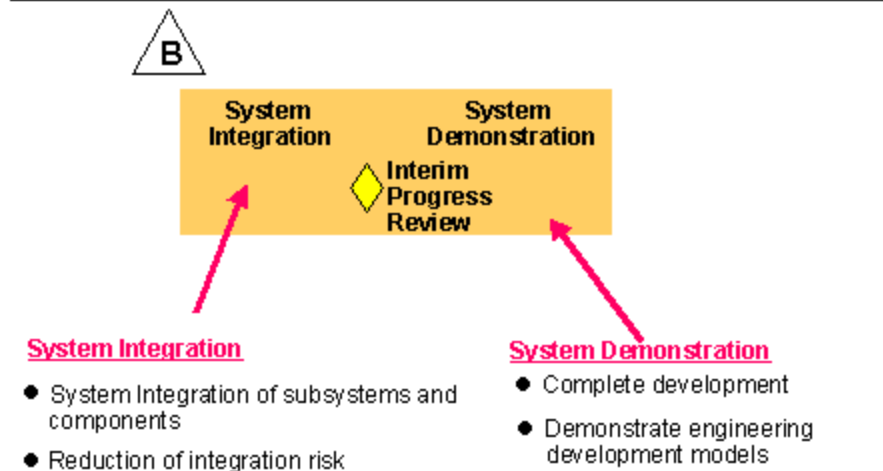 B
System
Integration
System
Demonstration
Interim
Progress
Review
System Integration
● System Integration of subsystems and
components
● Reduction of integration risk
System Demonstration
● Complete development
● Demonstrate engineering
development models